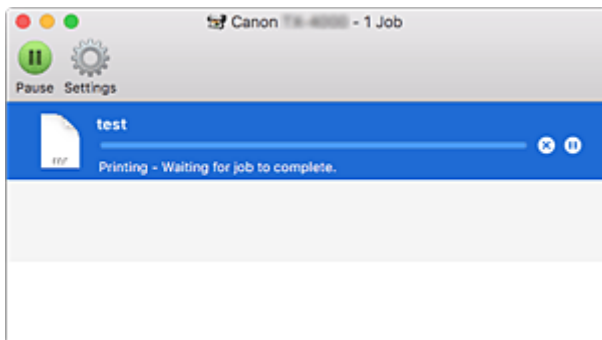 Canon - 1 Job
Pause Settings
test
Printing - Waiting for job to complete.